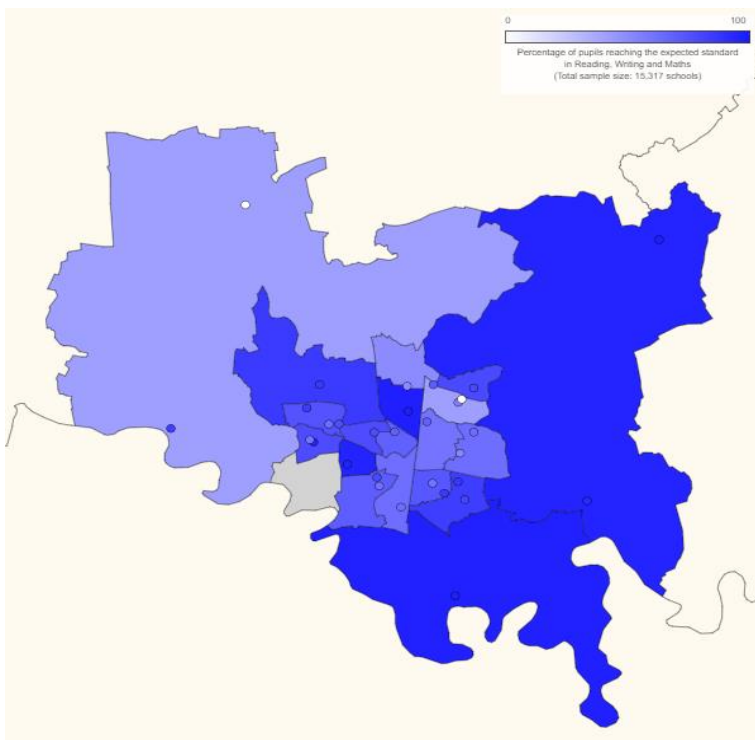 0 100
Percentage of pupils reaching the expected standard
in Reading, Writing and Maths
(Total sample size: 15,317 schools)